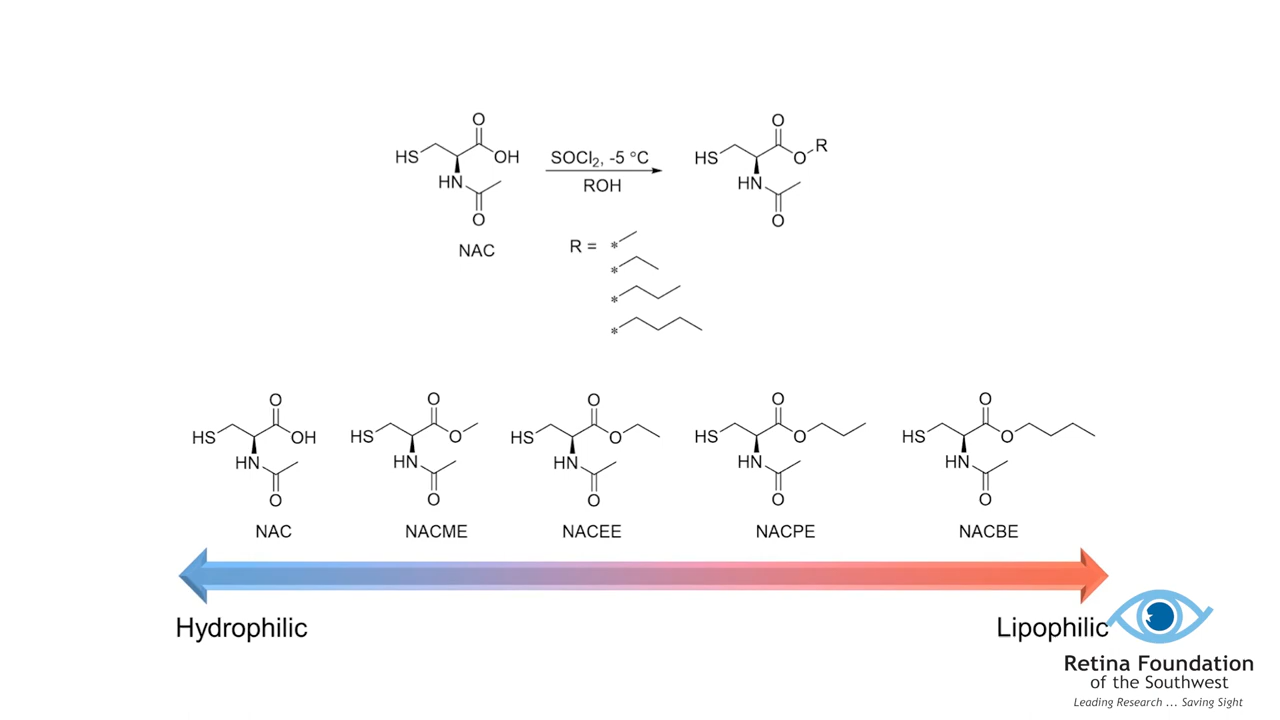 O
HS
OH
HN
O
NAC
SOCl₂, -5 °C
ROH
O
HS
O
R
HN
O
R =
*
*
*
*
O
HS
OH
HN
O
NAC
O
HS
O
HN
O
NACME
O
HS
O
HN
O
NACEE
O
HS
O
HN
O
NACPE
O
HS
O
HN
O
NACBE
Hydrophilic
Lipophilic
Retina Foundation
of the Southwest
Leading Research ... Saving Sight